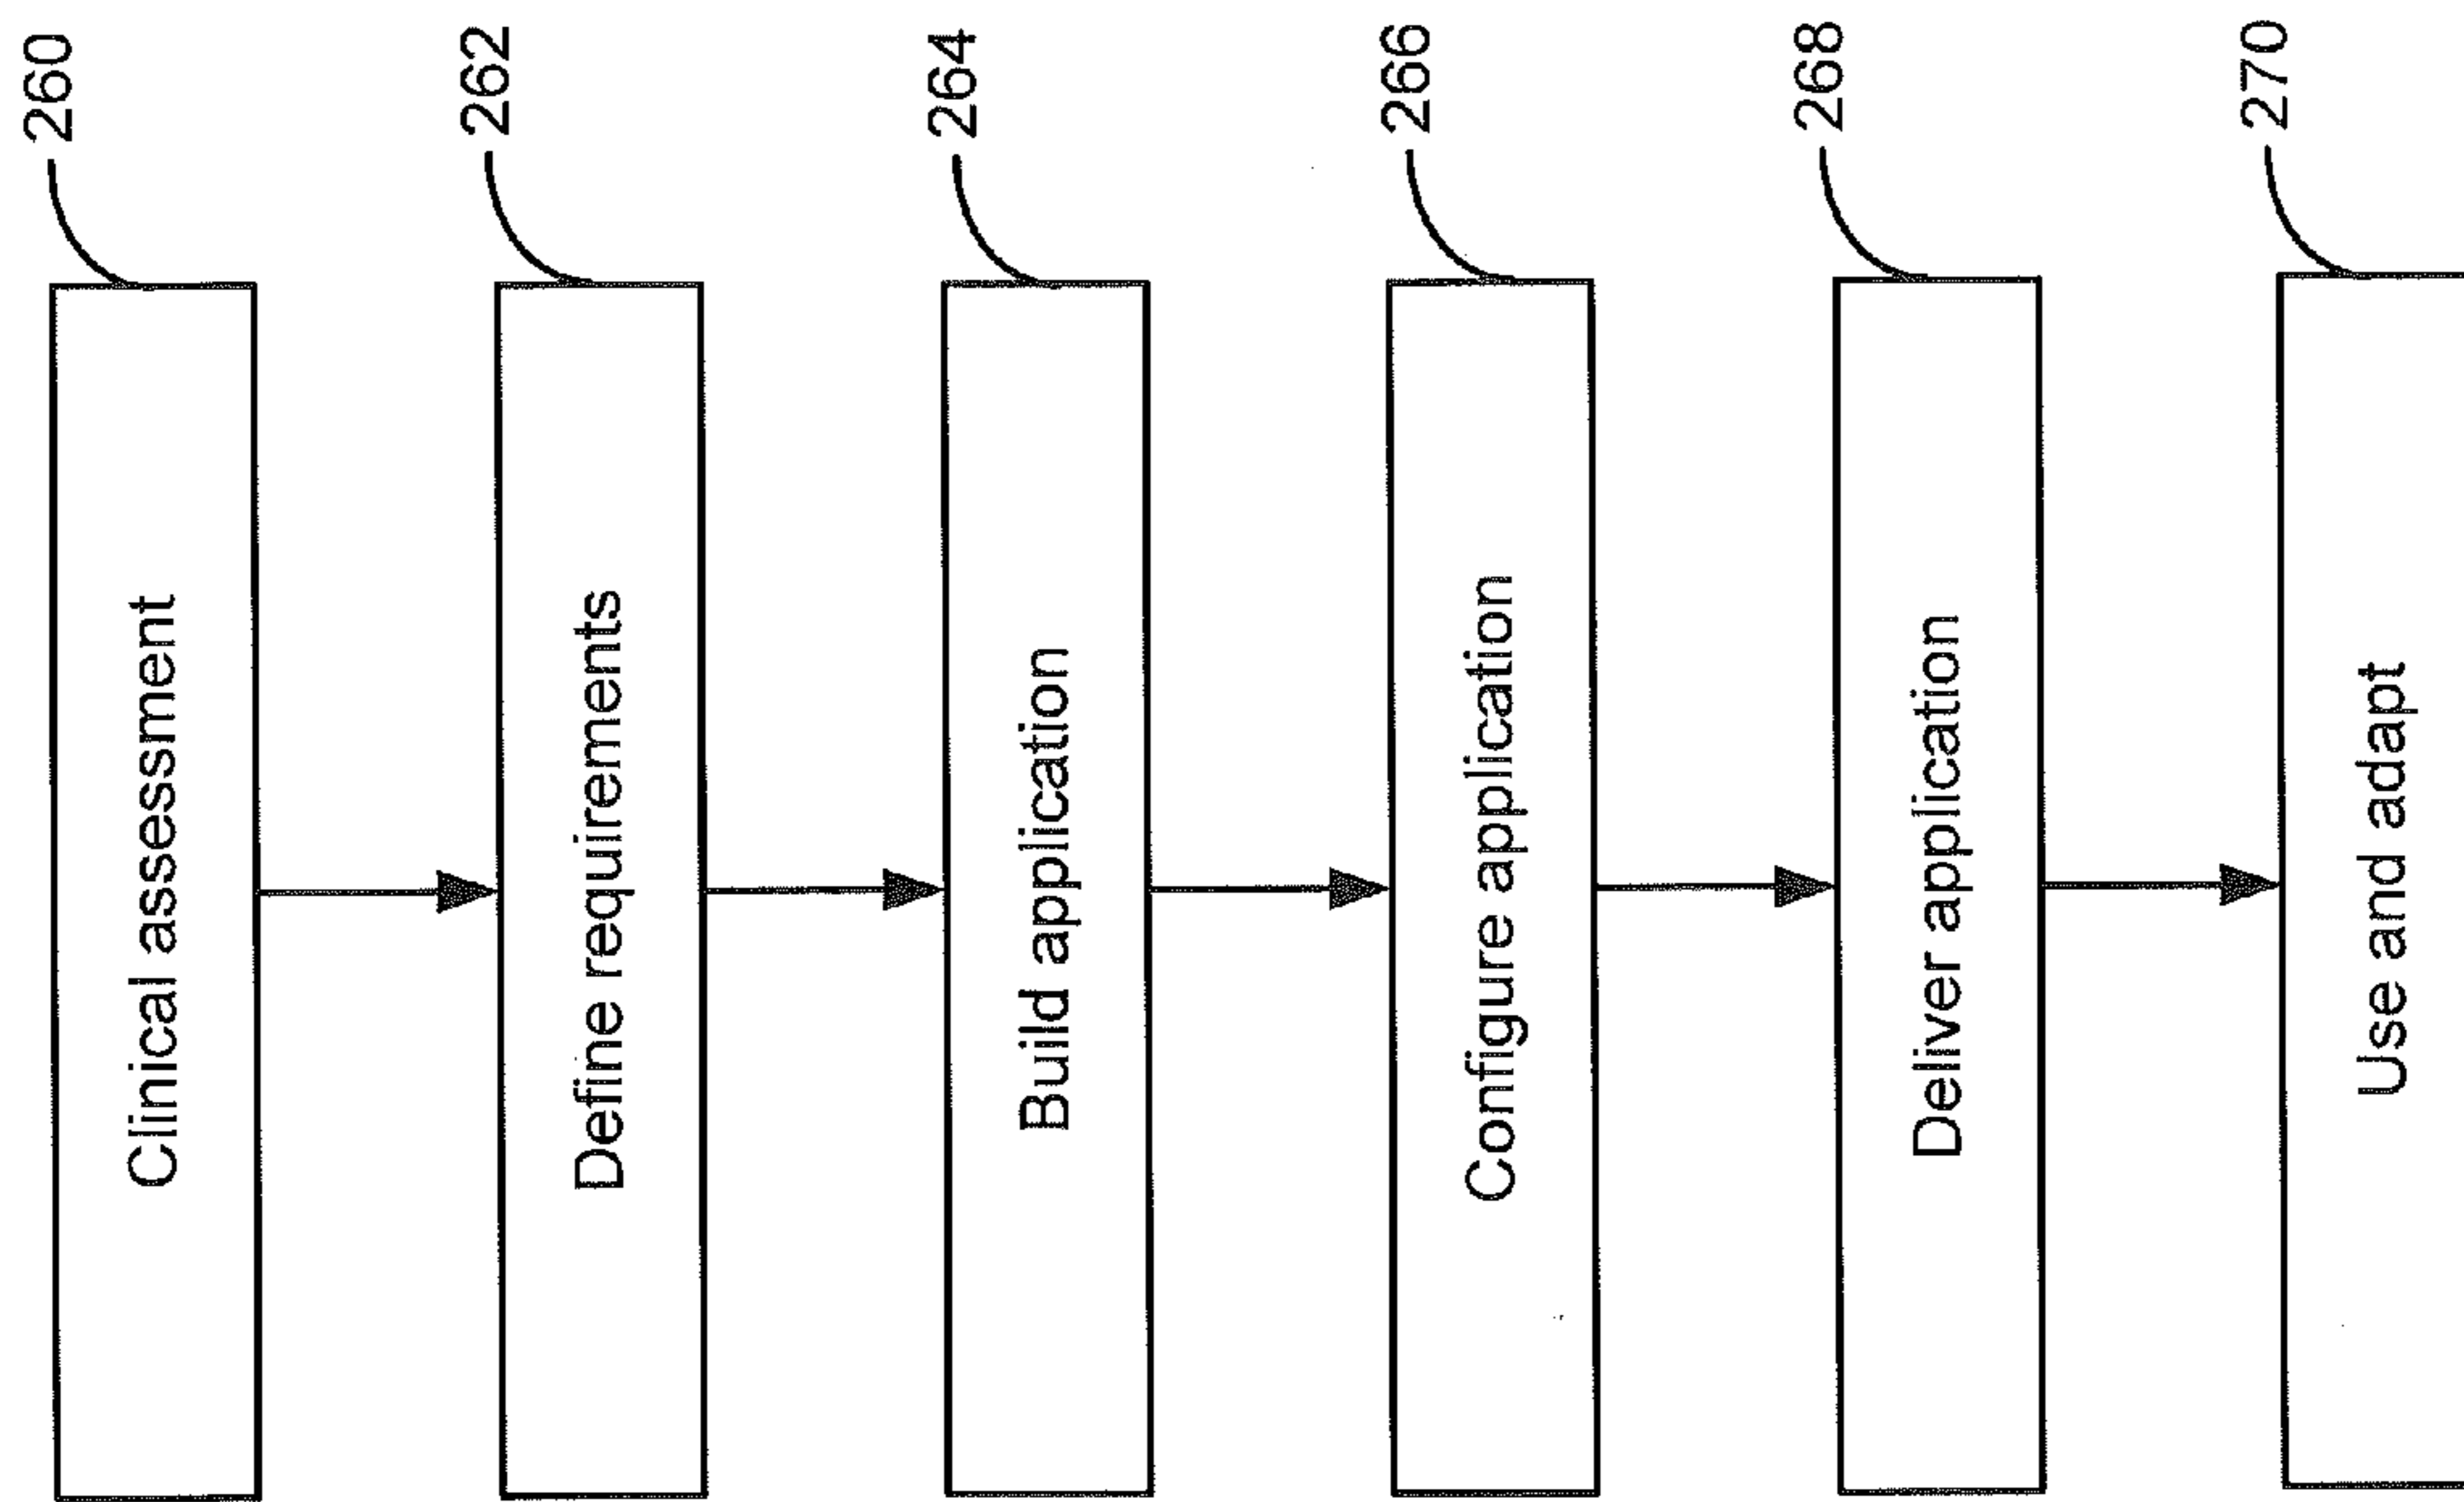 260
Clinical assessment
262
Define requirements
264
Build application
266
Configure application
268
Deliver application
270
Use and adapt